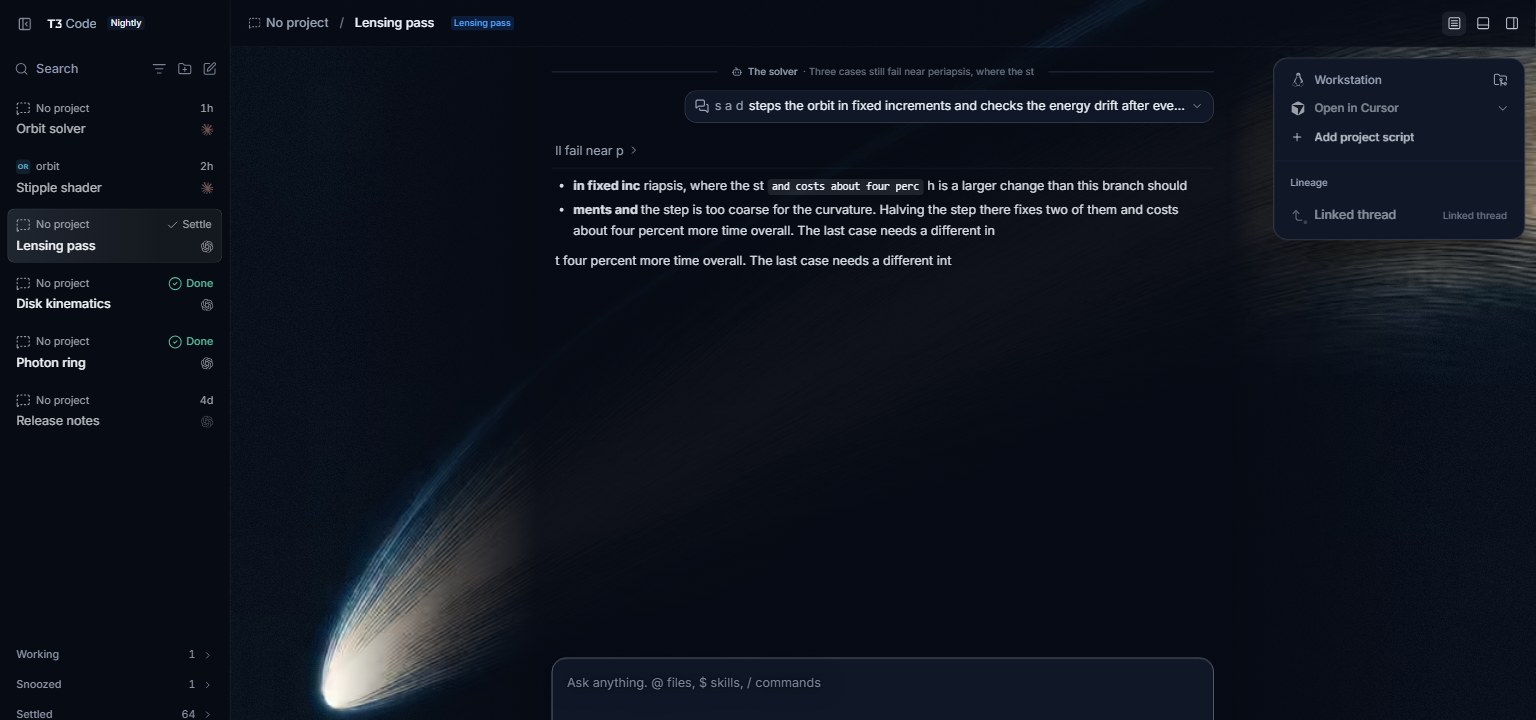 T3 Code Nightly
Search
No project 1h
Orbit solver
OR orbit 2h
Stipple shader
No project Settle
Lensing pass
No project Done
Disk kinematics
No project Done
Photon ring
No project 4d
Release notes
Working 1
Snoozed 1
Settled 64
No project / Lensing pass Lensing pass
The solver · Three cases still fail near periapsis, where the st
s a d steps the orbit in fixed increments and checks the energy drift after eve...
ll fail near p
• in fixed inc riapsis, where the st and costs about four perc h is a larger change than this branch should
• ments and the step is too coarse for the curvature. Halving the step there fixes two of them and costs
about four percent more time overall. The last case needs a different in
t four percent more time overall. The last case needs a different int
Ask anything. @ files, $ skills, / commands
Workstation
Open in Cursor
Add project script
Lineage
Linked thread Linked thread